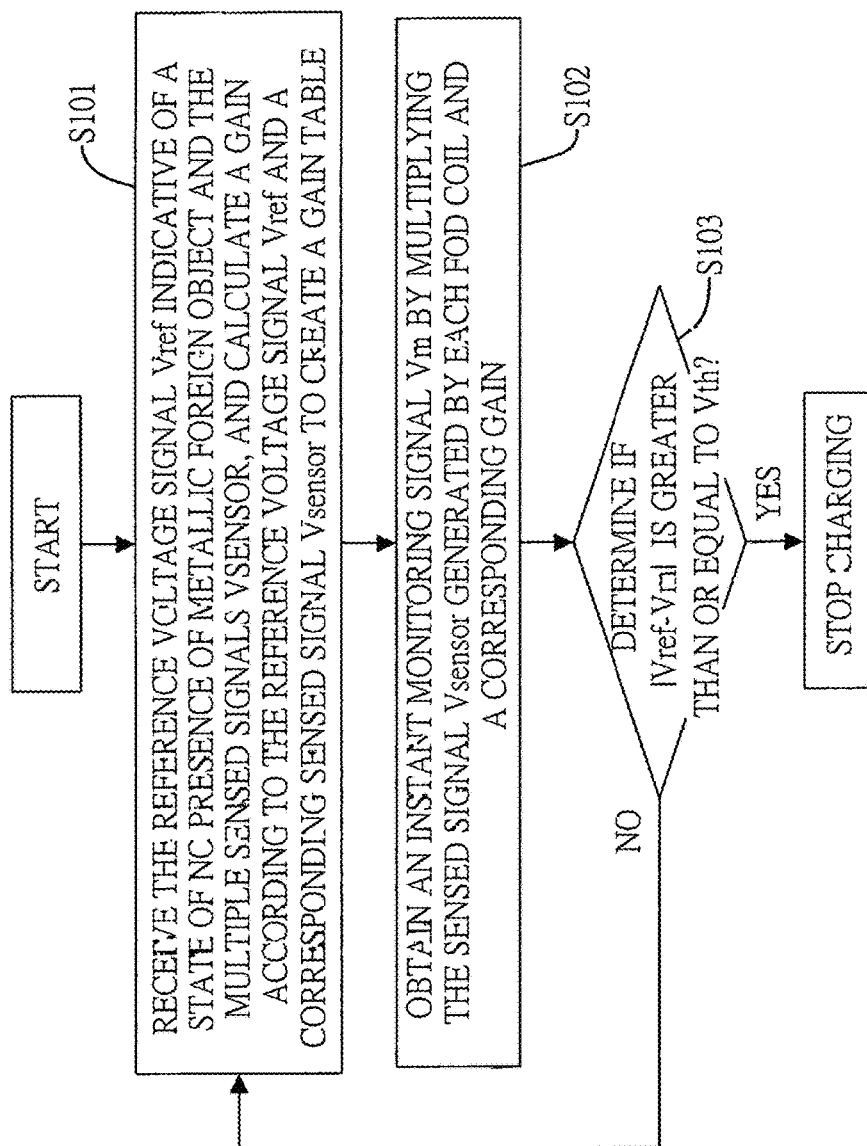 START
RECEIVE THE REFERENCE VOLTAGE SIGNAL Vref INDICATIVE OF A
STATE OF NC PRESENCE OF METALLIC FOREIGN OBJECT AND THE
MULTIPLE SENSED SIGNALS VSENSOR, AND CALCULATE A GAIN
ACCORDING TO THE REFERENCE VOLTAGE SIGNAL Vref AND A
CORRESPONDING SENSED SIGNAL Vsensor TO CREATE A GAIN TABLE
S101
OBTAIN AN INSTANT MONITORING SIGNAL Vm BY MULTIPLYING
THE SENSED SIGNAL Vsensor GENERATED BY EACH FOD COIL AND
A CORRESPONDING GAIN
S102
DETERMINE IF
|Vref-Vm| IS GREATER
THAN OR EQUAL TO Vth?
S103
NO
YES
STOP CHARGING